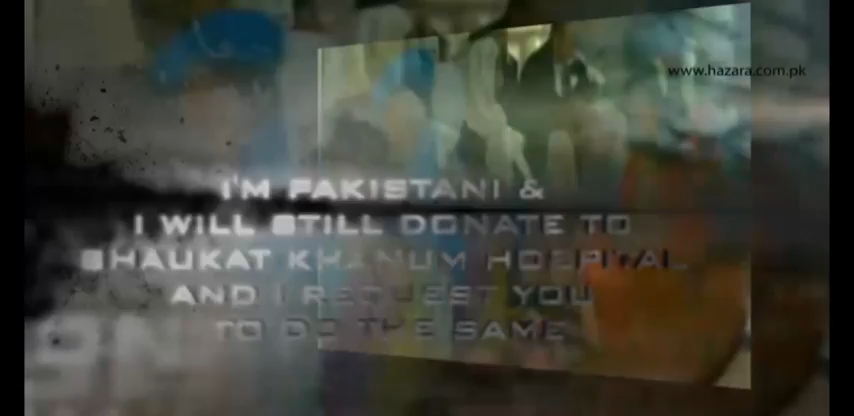 www.hazara.com.pk
I'M PAKISTANI &
I WILL STILL DONATE TO
SHAUKAT KHANUM HOSPITAL
AND I REQUEST YOU
TO DO THE SAME